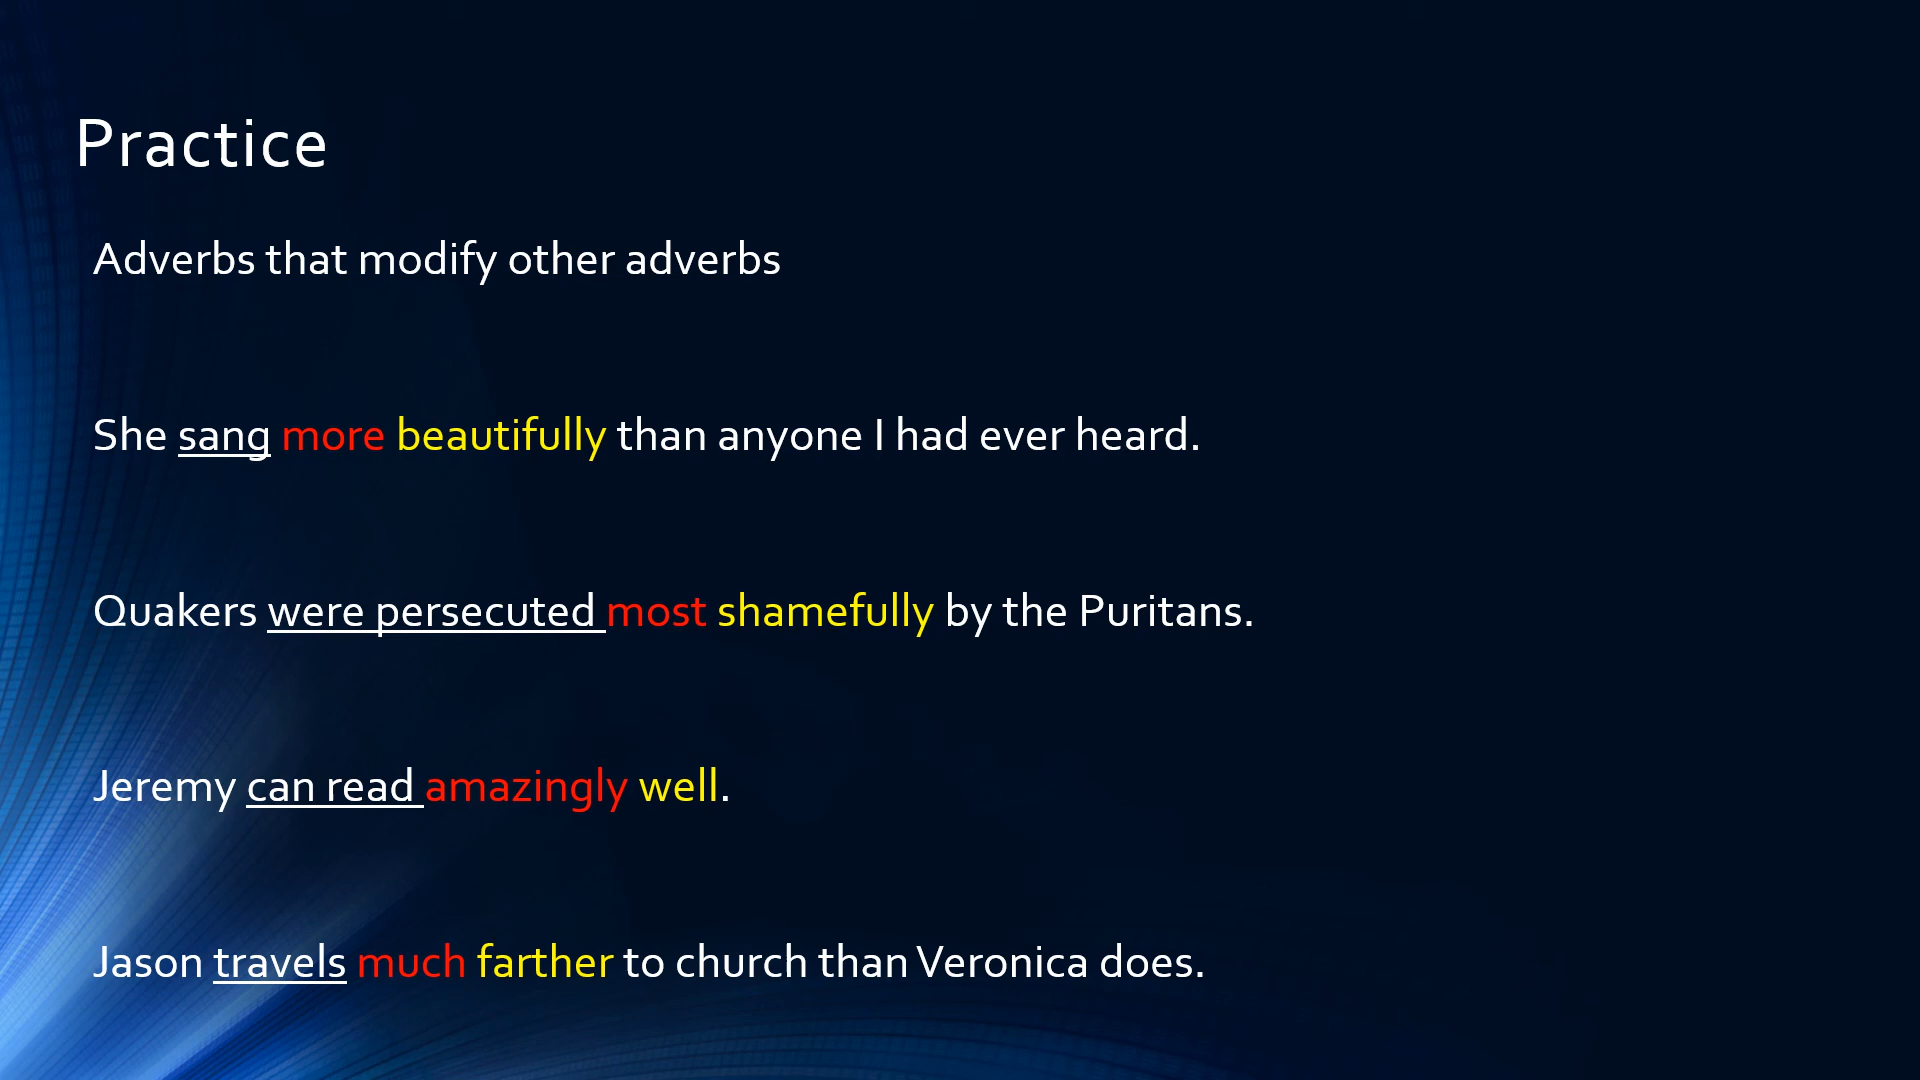 Practice
Adverbs that modify other adverbs
She sang more beautifully than anyone I had ever heard.
Quakers were persecuted most shamefully by the Puritans.
Jeremy can read amazingly well.
Jason travels much farther to church than Veronica does.